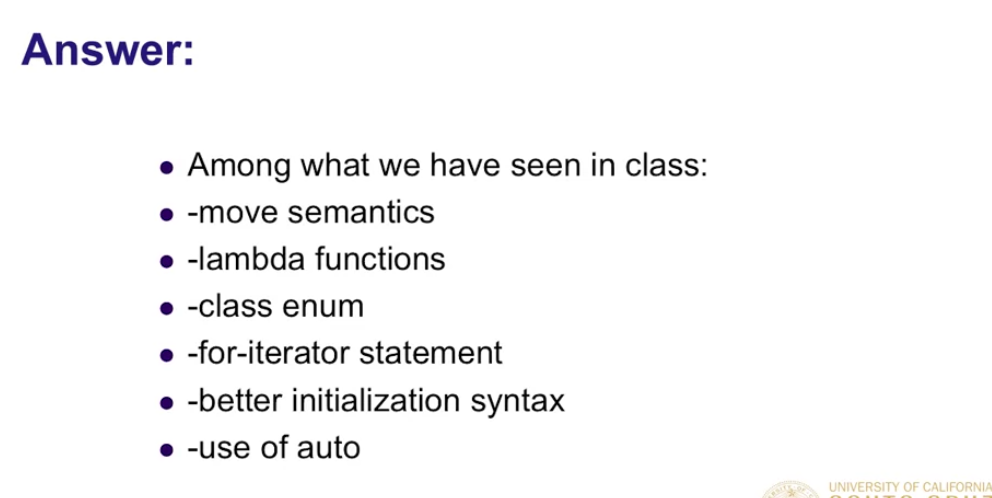 Answer:
• Among what we have seen in class:
• -move semantics
• -lambda functions
• -class enum
• -for-iterator statement
• -better initialization syntax
• -use of auto
UNIVERSITY OF CALIFORNIA